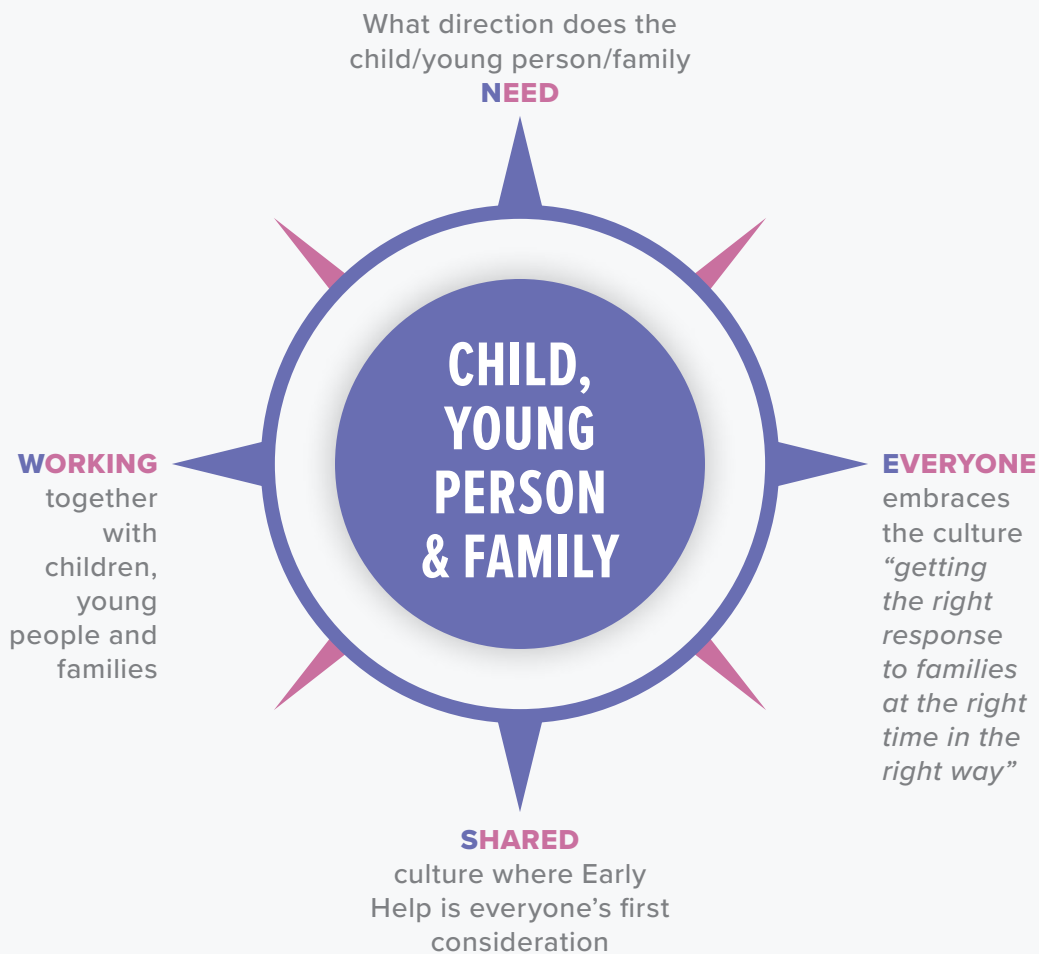 What direction does the
child/young person/family
NEED
CHILD,
YOUNG
PERSON
& FAMILY
WORKING
together
with
children,
young
people and
families
EVERYONE
embraces
the culture
“getting
the right
response
to families
at the right
time in the
right way”
SHARED
culture where Early
Help is everyone’s first
consideration